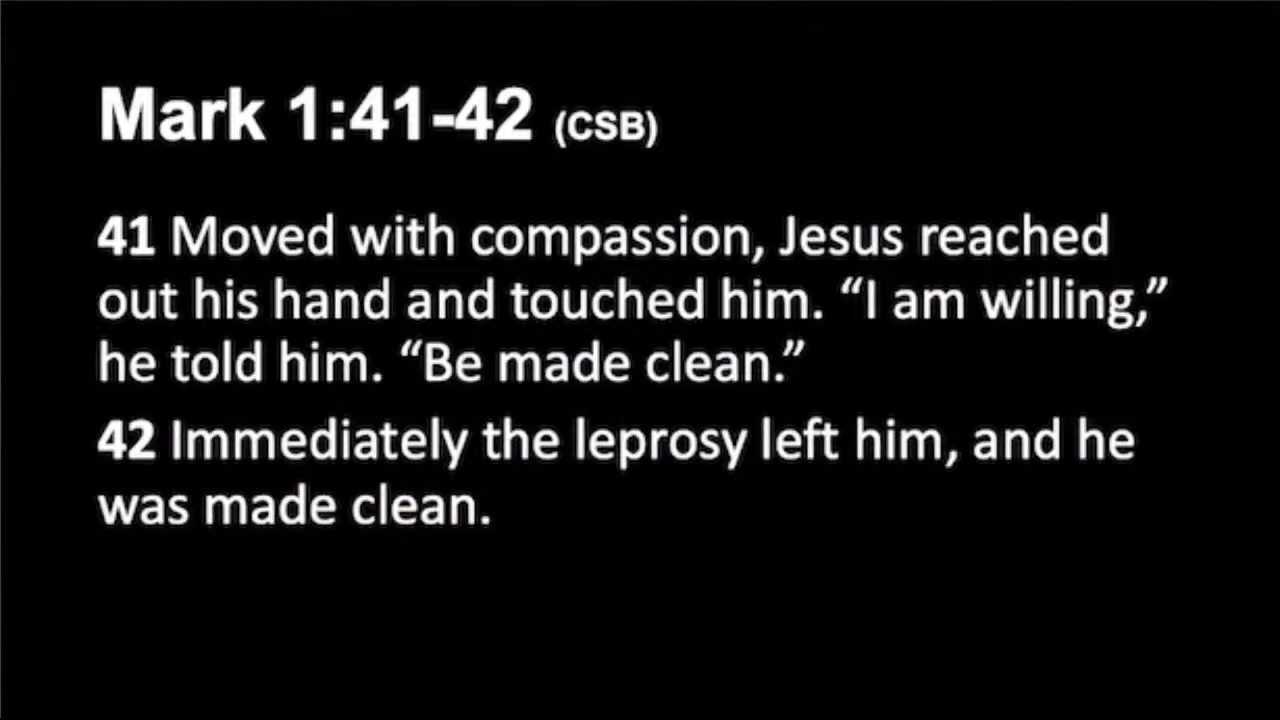 Mark 1:41-42 (CSB)
41 Moved with compassion, Jesus reached
out his hand and touched him. “I am willing,”
he told him. “Be made clean.”
42 Immediately the leprosy left him, and he
was made clean.